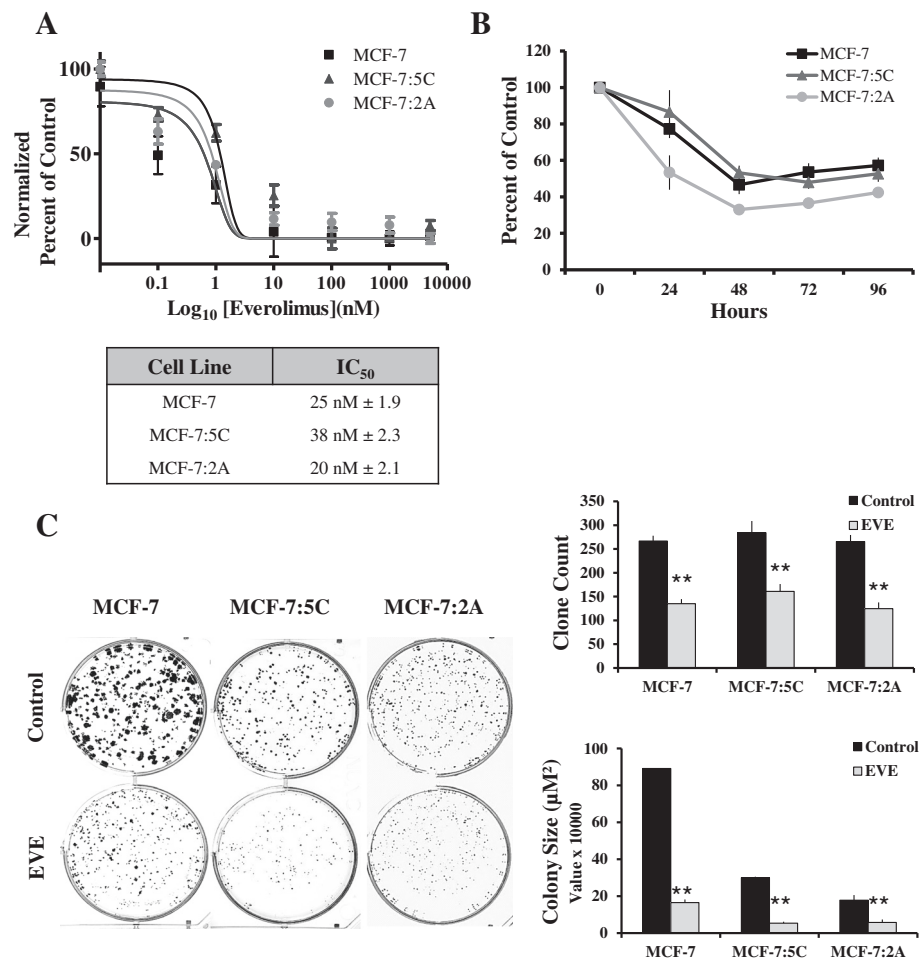 A
MCF-7
MCF-7:5C
MCF-7:2A
100
50
0
Normalized
Percent of Control
0.1 1 10 100 1000 10000
Log10 [Everolimus](nM)
Cell Line IC50
MCF-7 25 nM ± 1.9
MCF-7:5C 38 nM ± 2.3
MCF-7:2A 20 nM ± 2.1
B
MCF-7
MCF-7:5C
MCF-7:2A
120
100
80
60
40
20
0
Percent of Control
0 24 48 72 96
Hours
C
MCF-7 MCF-7:5C MCF-7:2A
Control
EVE
Control
EVE
350
300
250
200
150
100
50
0
Clone Count
** ** **
MCF-7 MCF-7:5C MCF-7:2A
Control
EVE
100
80
60
40
20
0
Colony Size (µM²)
Value x 10000
** ** **
MCF-7 MCF-7:5C MCF-7:2A